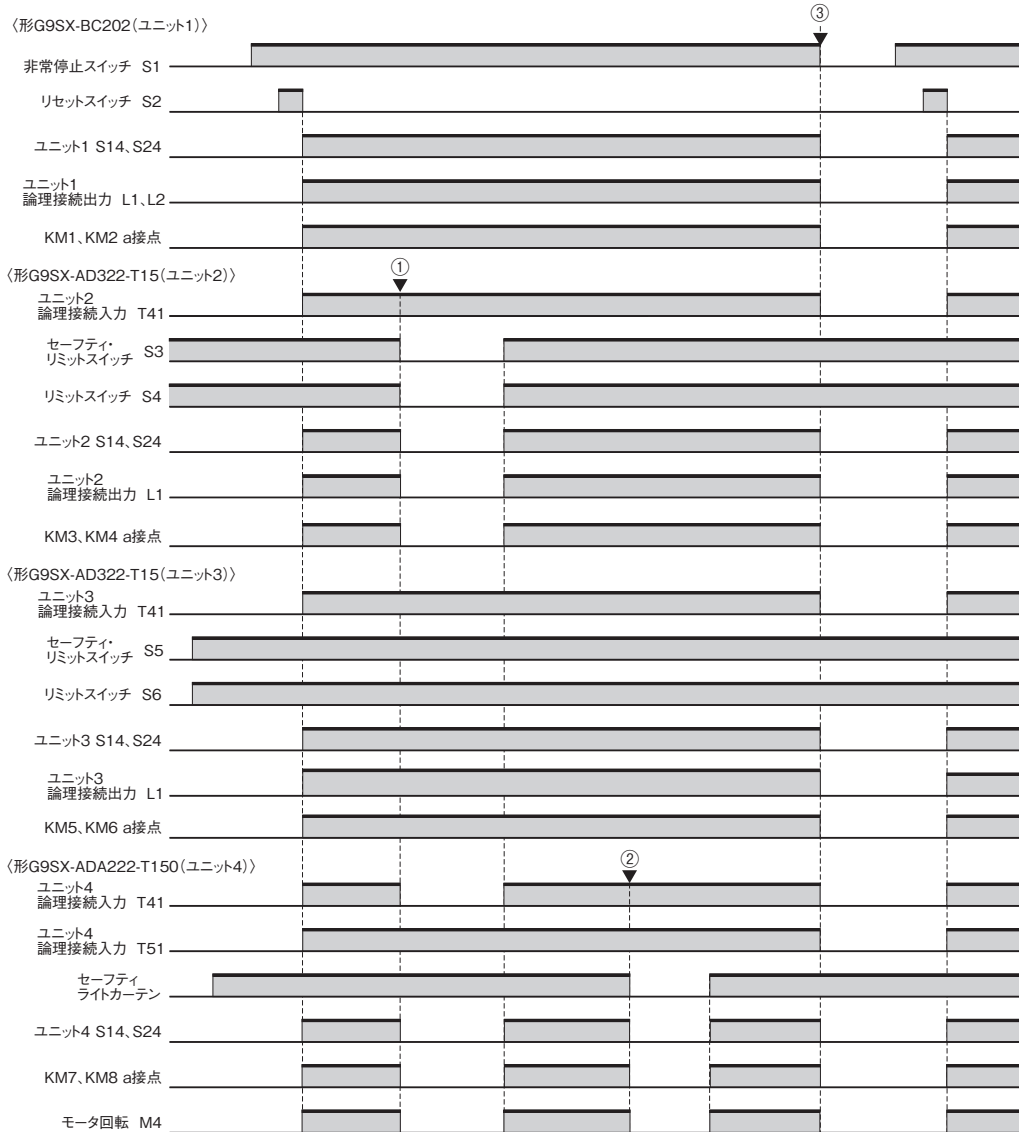 ③
〈形G9SX-BC202(ユニット1)〉
非常停止スイッチ S1
リセットスイッチ S2
ユニット1 S14、S24
ユニット1
論理接続出力 L1、L2
KM1、KM2 a接点
〈形G9SX-AD322-T15(ユニット2)〉
①
ユニット2
論理接続入力 T41
セーフティ・
リミットスイッチ S3
リミットスイッチ S4
ユニット2 S14、S24
ユニット2
論理接続出力 L1
KM3、KM4 a接点
〈形G9SX-AD322-T15(ユニット3)〉
ユニット3
論理接続入力 T41
セーフティ・
リミットスイッチ S5
リミットスイッチ S6
ユニット3 S14、S24
ユニット3
論理接続出力 L1
KM5、KM6 a接点
〈形G9SX-ADA222-T150(ユニット4)〉
②
ユニット4
論理接続入力 T41
ユニット4
論理接続入力 T51
セーフティ
ライトカーテン
ユニット4 S14、S24
KM7、KM8 a接点
モータ回転 M4